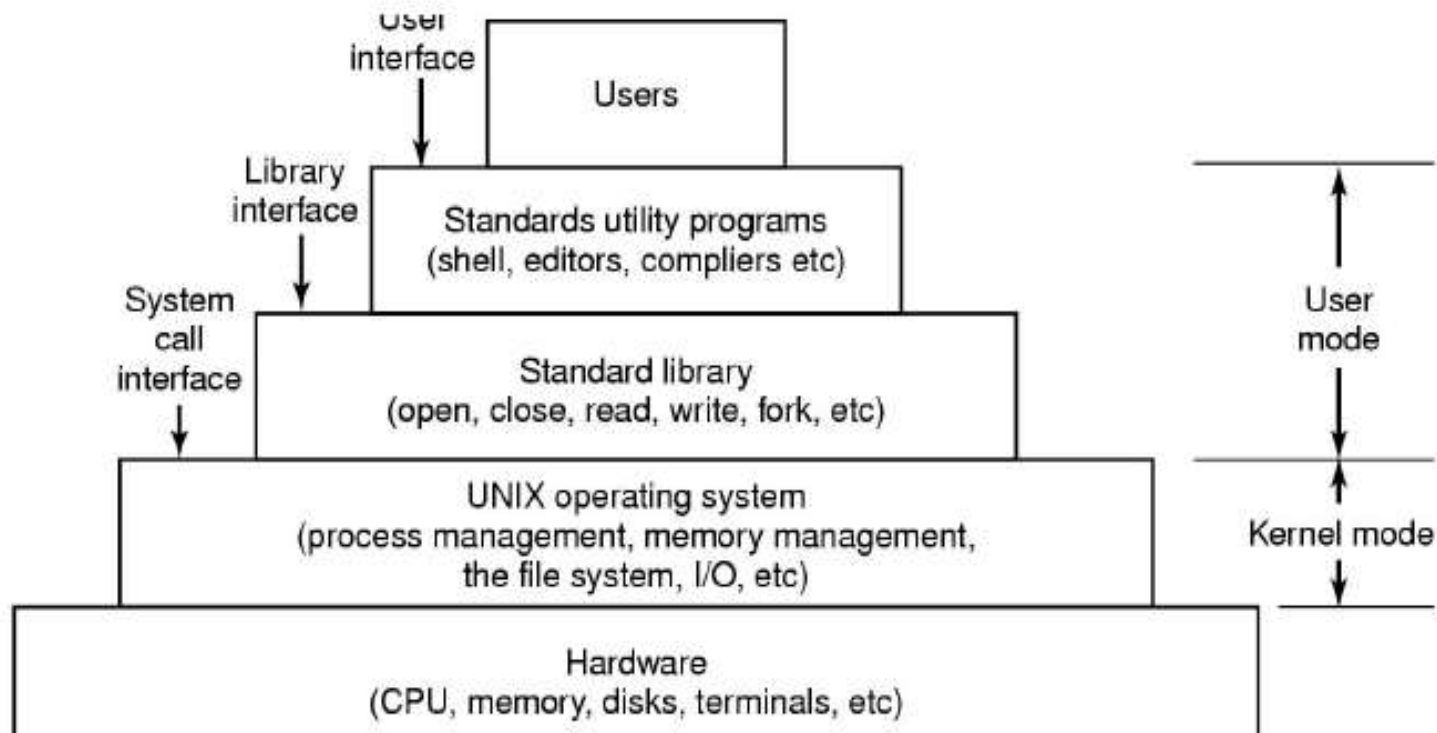 User
interface
Users
Library
interface
Standards utility programs
(shell, editors, compliers etc)
System
call
interface
User
mode
Standard library
(open, close, read, write, fork, etc)
UNIX operating system
(process management, memory management,
the file system, I/O, etc)
Kernel mode
Hardware
(CPU, memory, disks, terminals, etc)